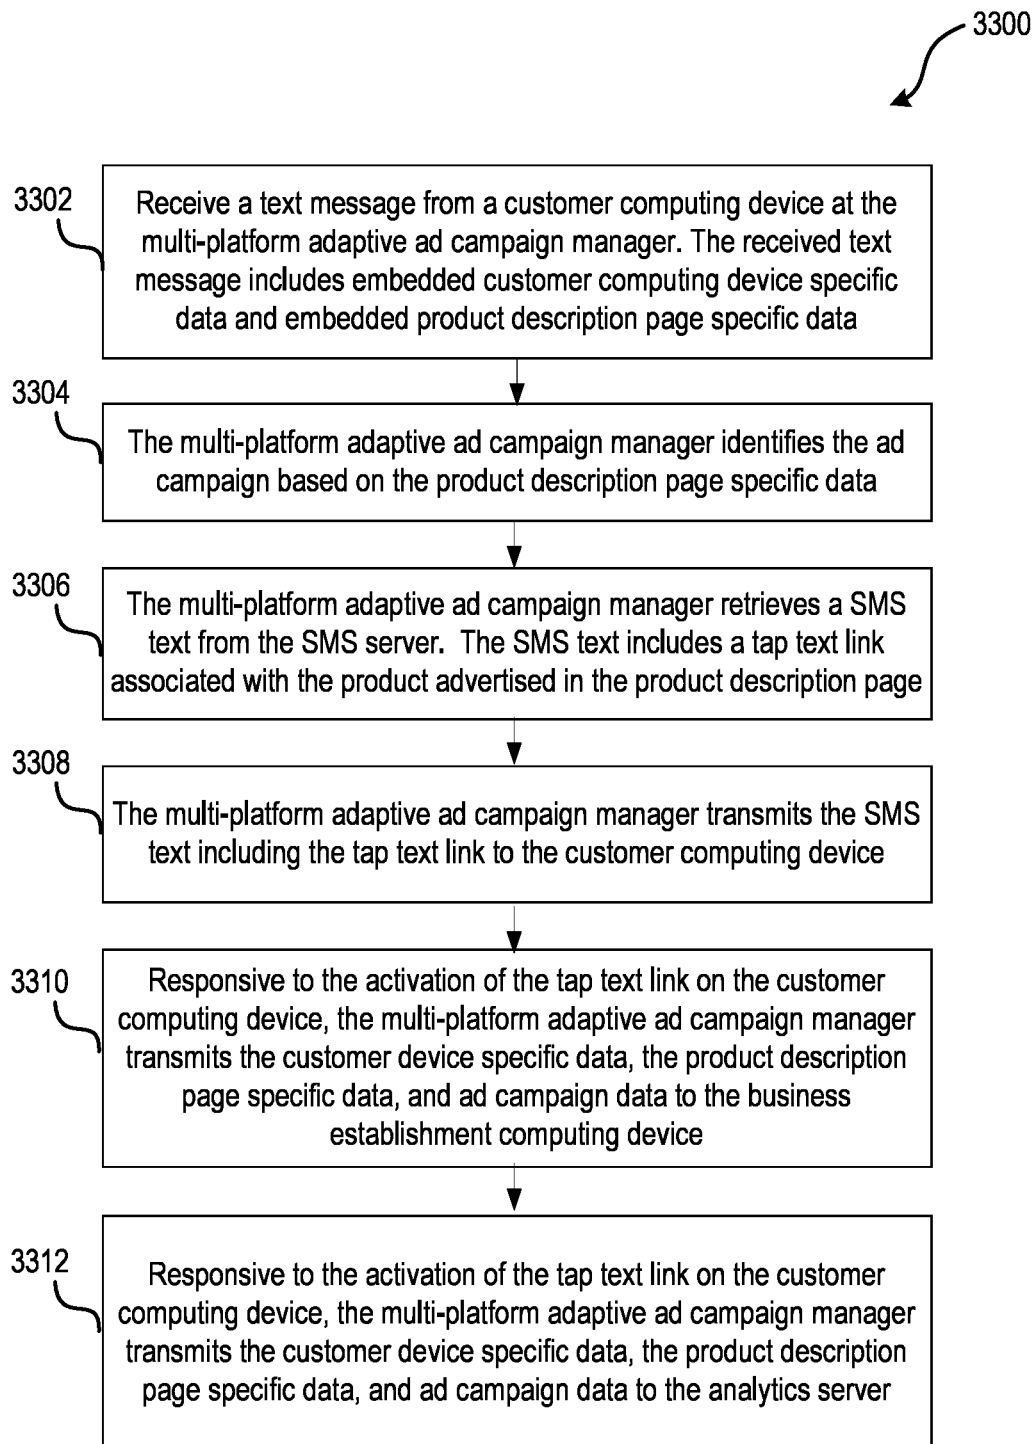 3300
3302
Receive a text message from a customer computing device at the
multi-platform adaptive ad campaign manager. The received text
message includes embedded customer computing device specific
data and embedded product description page specific data
3304
The multi-platform adaptive ad campaign manager identifies the ad
campaign based on the product description page specific data
3306
The multi-platform adaptive ad campaign manager retrieves a SMS
text from the SMS server. The SMS text includes a tap text link
associated with the product advertised in the product description page
3308
The multi-platform adaptive ad campaign manager transmits the SMS
text including the tap text link to the customer computing device
3310
Responsive to the activation of the tap text link on the customer
computing device, the multi-platform adaptive ad campaign manager
transmits the customer device specific data, the product description
page specific data, and ad campaign data to the business
establishment computing device
3312
Responsive to the activation of the tap text link on the customer
computing device, the multi-platform adaptive ad campaign manager
transmits the customer device specific data, the product description
page specific data, and ad campaign data to the analytics server